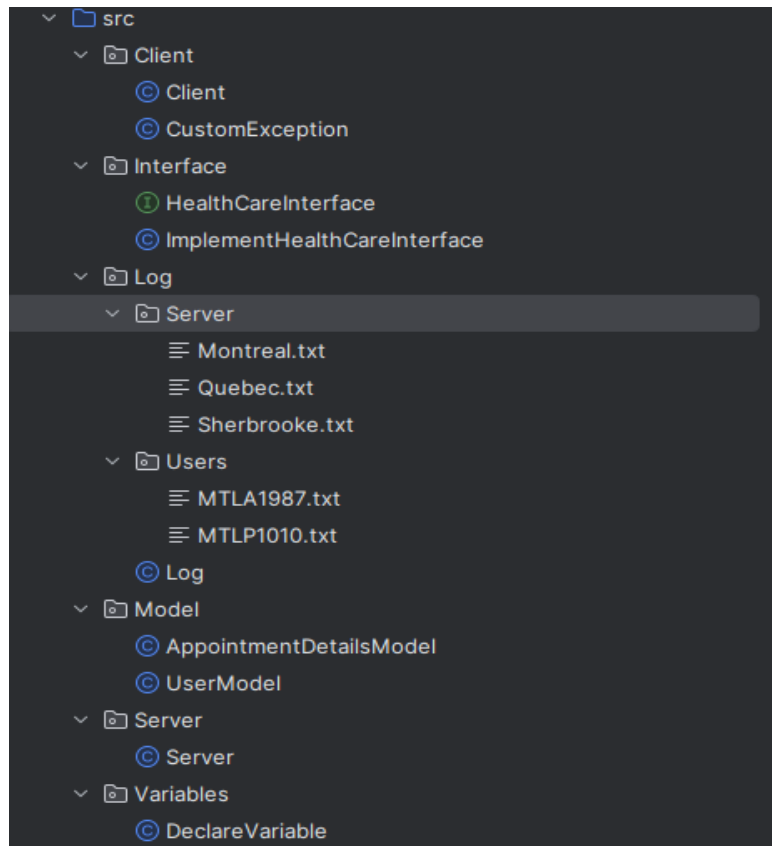 src
Client
Client
CustomException
Interface
HealthCareInterface
ImplementHealthCareInterface
Log
Server
Montreal.txt
Quebec.txt
Sherbrooke.txt
Users
MTLA1987.txt
MTLP1010.txt
Log
Model
AppointmentDetailsModel
UserModel
Server
Server
Variables
DeclareVariable